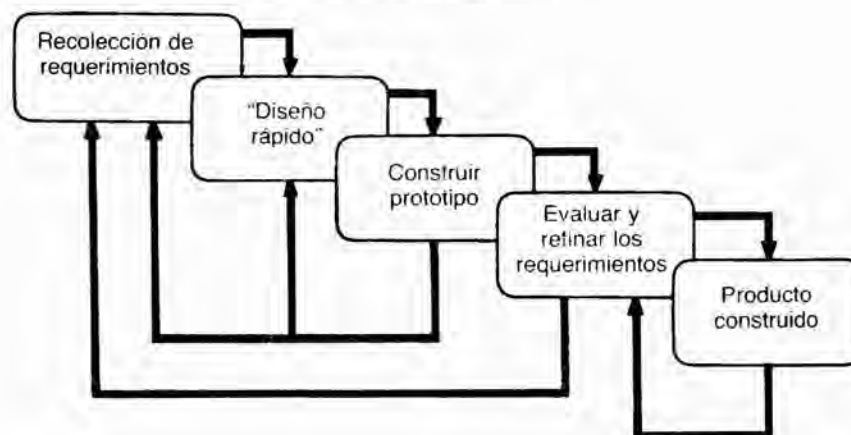 Recolección de
requerimientos
"Diseño
rápido"
Construir
prototipo
Evaluar y
refinar los
requerimientos
Producto
construido